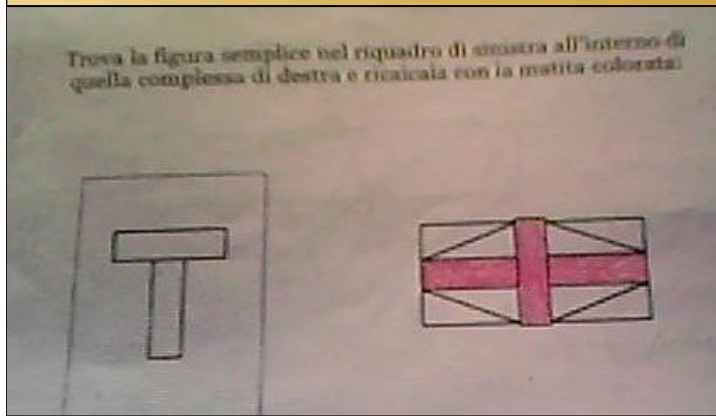 Trova la figura semplice nel riquadro di sinistra all'interno di
quella complessa di destra e ricalcala con la matita colorata: